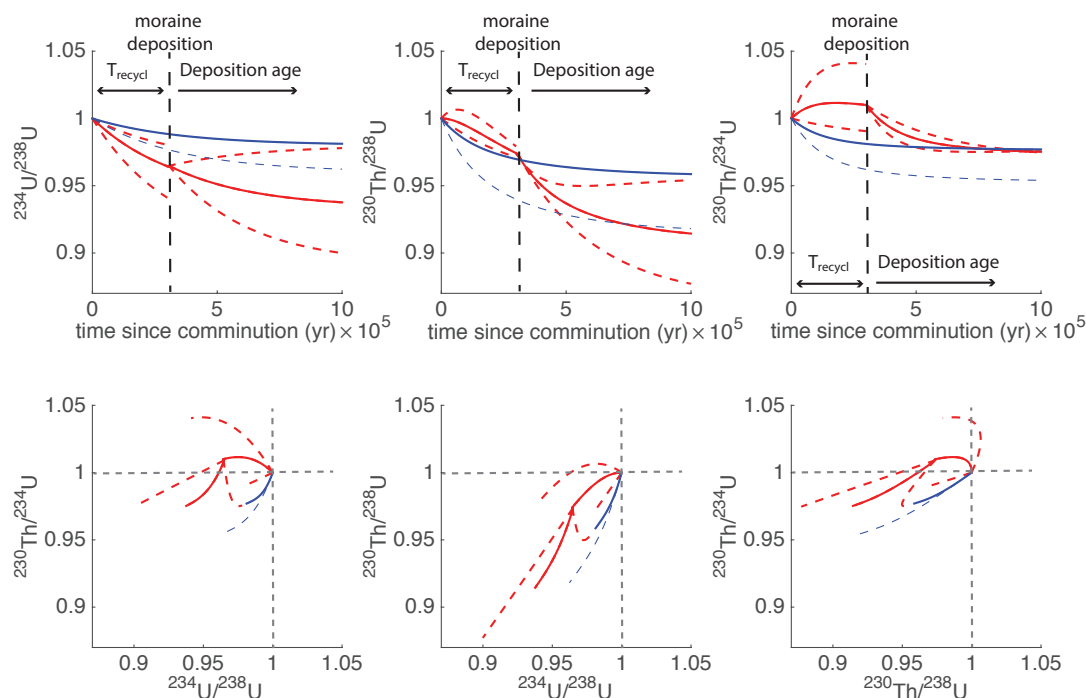 moraine
deposition
T_recycl
Deposition age
1.05
1
0.95
0.9
²³⁴U/²³⁸U
0
5
10
time since comminution (yr) × 10⁵
moraine
deposition
T_recycl
Deposition age
1.05
1
0.95
0.9
²³⁰Th/²³⁸U
0
5
10
time since comminution (yr) × 10⁵
moraine
deposition
1.05
1
0.95
0.9
²³⁰Th/²³⁴U
T_recycl
Deposition age
0
5
10
time since comminution (yr) × 10⁵
1.05
1
0.95
0.9
²³⁰Th/²³⁴U
0.9
0.95
1
1.05
²³⁴U/²³⁸U
1.05
1
0.95
0.9
²³⁰Th/²³⁸U
0.9
0.95
1
1.05
²³⁴U/²³⁸U
1.05
1
0.95
0.9
²³⁰Th/²³⁴U
0.9
0.95
1
1.05
²³⁰Th/²³⁸U